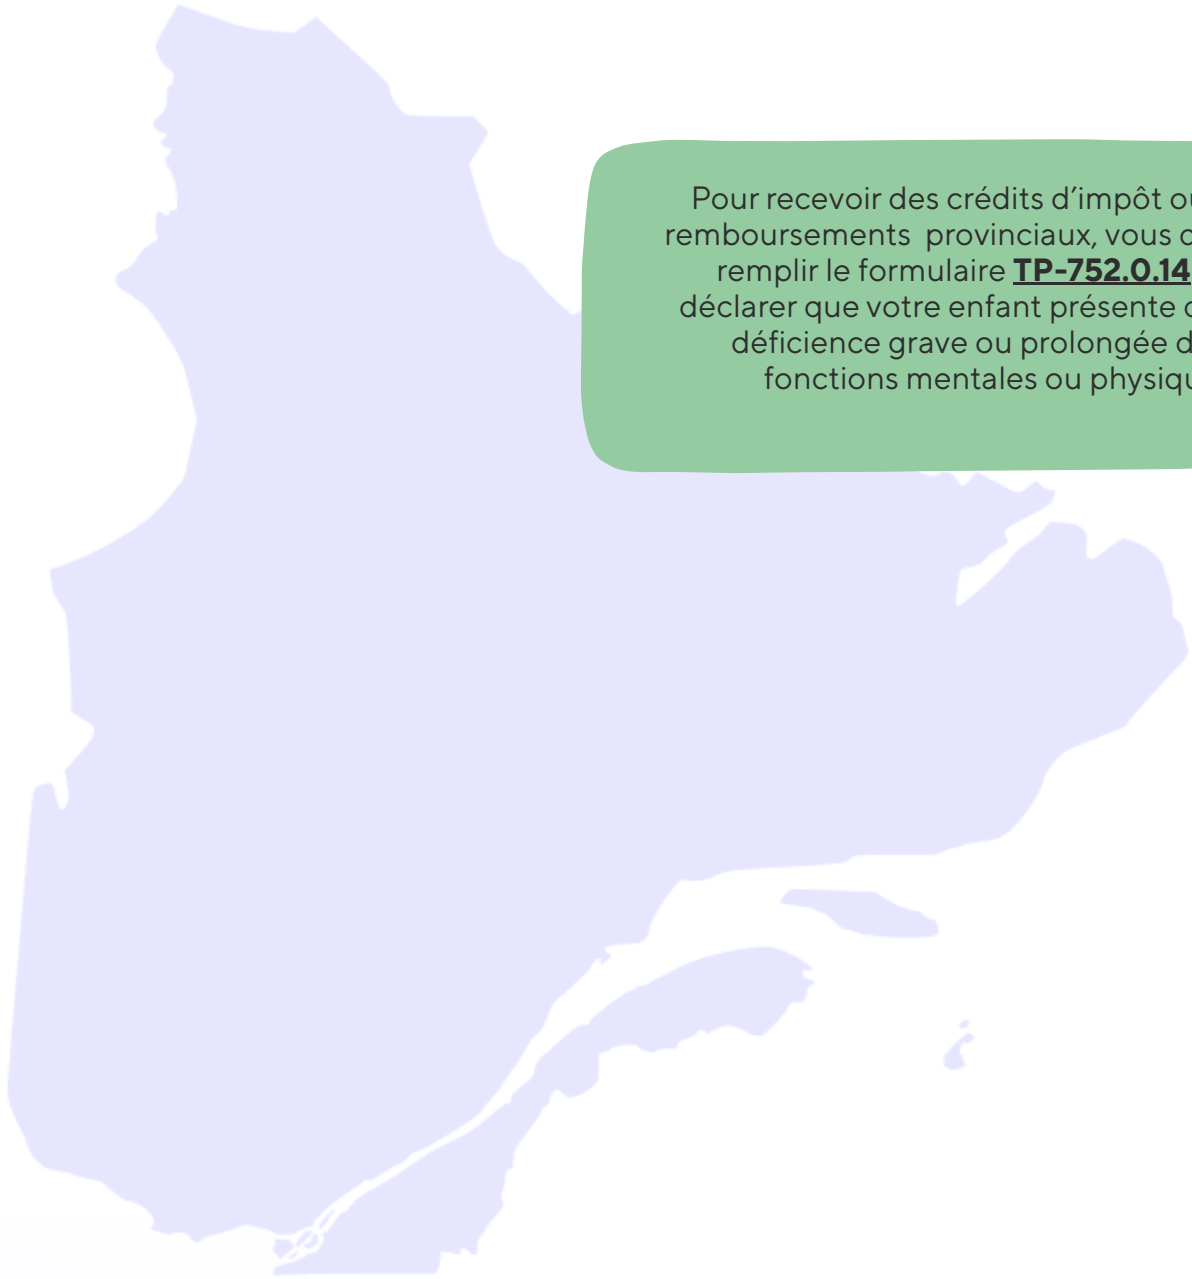 Pour recevoir des crédits d'impôt ou
remboursements provinciaux, vous
remplir le formulaire TP-752.0.14
déclarer que votre enfant présente
déficience grave ou prolongée
fonctions mentales ou